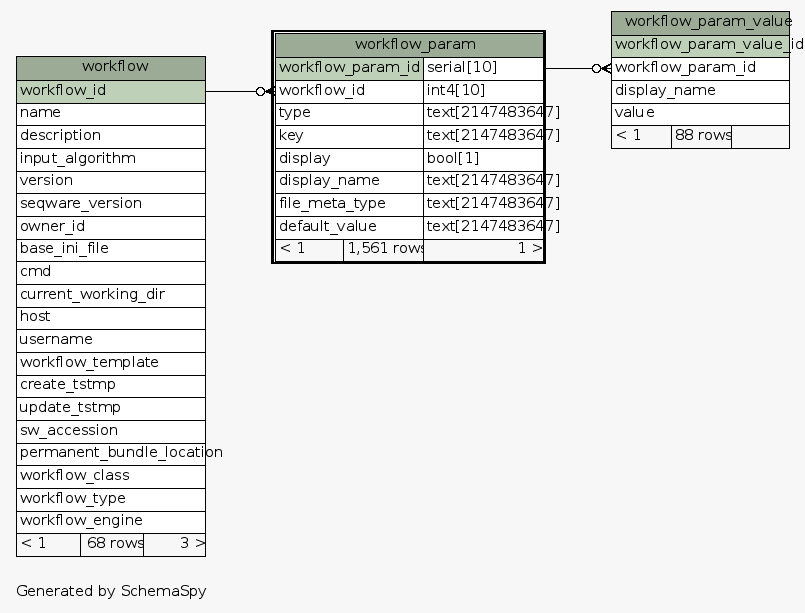 workflow
workflow_id
name
description
input_algorithm
version
seqware_version
owner_id
base_ini_file
cmd
current_working_dir
host
username
workflow_template
create_tstmp
update_tstmp
sw_accession
permanent_bundle_location
workflow_class
workflow_type
workflow_engine
< 1 68 rows 3 >
workflow_param
workflow_param_id serial[10]
workflow_id int4[10]
type text[2147483647]
key text[2147483647]
display bool[1]
display_name text[2147483647]
file_meta_type text[2147483647]
default_value text[2147483647]
< 1 1,561 rows 1 >
workflow_param_value
workflow_param_value_id
workflow_param_id
display_name
value
< 1 88 rows
Generated by SchemaSpy